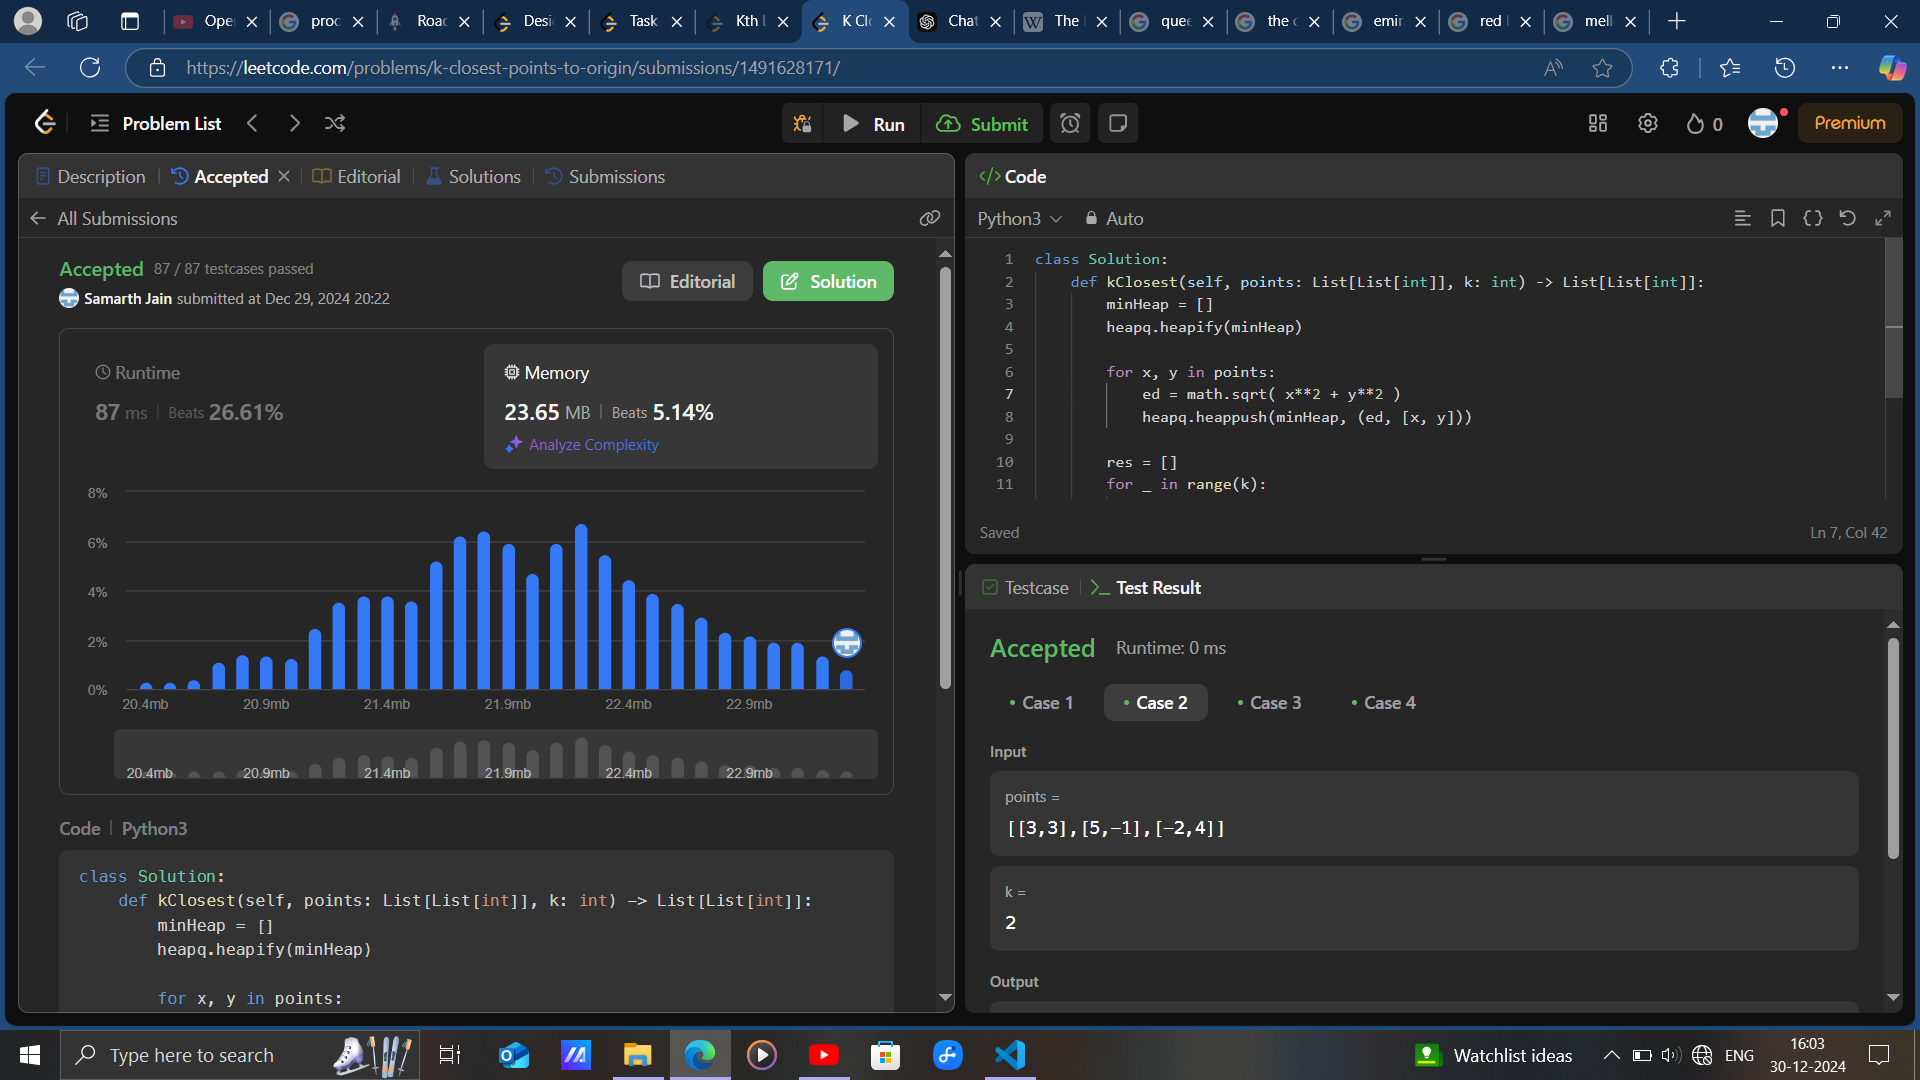 Ope
proc
Roac
Desi
Task
Kth L
K Clo
Chat
The
quee
the c
emir
red
mell
https://leetcode.com/problems/k-closest-points-to-origin/submissions/1491628171/
Problem List
Run
Submit
0
Premium
Description
Accepted
Editorial
Solutions
Submissions
All Submissions
Accepted 87 / 87 testcases passed
Samarth Jain submitted at Dec 29, 2024 20:22
Editorial
Solution
Runtime
87 ms | Beats 26.61%
Memory
23.65 MB | Beats 5.14%
Analyze Complexity
8%
6%
4%
2%
0%
20.4mb 20.9mb 21.4mb 21.9mb 22.4mb 22.9mb
20.4mb 20.9mb 21.4mb 21.9mb 22.4mb 22.9mb
Code | Python3
class Solution:
def kClosest(self, points: List[List[int]], k: int) -> List[List[int]]:
minHeap = []
heapq.heapify(minHeap)
for x, y in points:
</> Code
Python3
Auto
1 class Solution:
2 def kClosest(self, points: List[List[int]], k: int) -> List[List[int]]:
3 minHeap = []
4 heapq.heapify(minHeap)
5
6 for x, y in points:
7 ed = math.sqrt( x**2 + y**2 )
8 heapq.heappush(minHeap, (ed, [x, y]))
9
10 res = []
11 for _ in range(k):
Saved
Ln 7, Col 42
Testcase
Test Result
Accepted Runtime: 0 ms
• Case 1 • Case 2 • Case 3 • Case 4
Input
points =
[[3,3],[5,-1],[-2,4]]
k =
2
Output
Type here to search
Watchlist ideas
ENG
16:03
30-12-2024